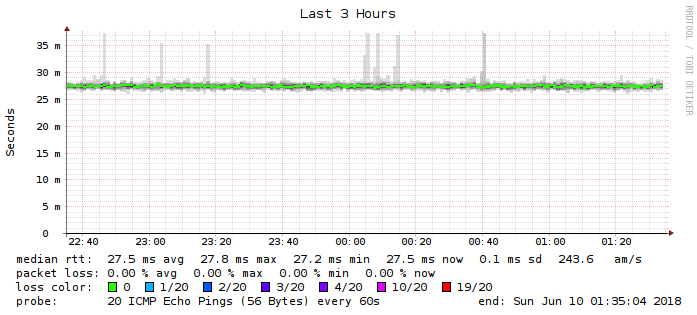 Last 3 Hours
RRDTOOL / TOBI OETIKER
Seconds
35 m
30 m
25 m
20 m
15 m
10 m
5 m
0
22:40 23:00 23:20 23:40 00:00 00:20 00:40 01:00 01:20
median rtt: 27.5 ms avg 27.8 ms max 27.2 ms min 27.5 ms now 0.1 ms sd 243.6 am/s
packet loss: 0.00 % avg 0.00 % max 0.00 % min 0.00 % now
loss color: 0 1/20 2/20 3/20 4/20 10/20 19/20
probe: 20 ICMP Echo Pings (56 Bytes) every 60s end: Sun Jun 10 01:35:04 2018